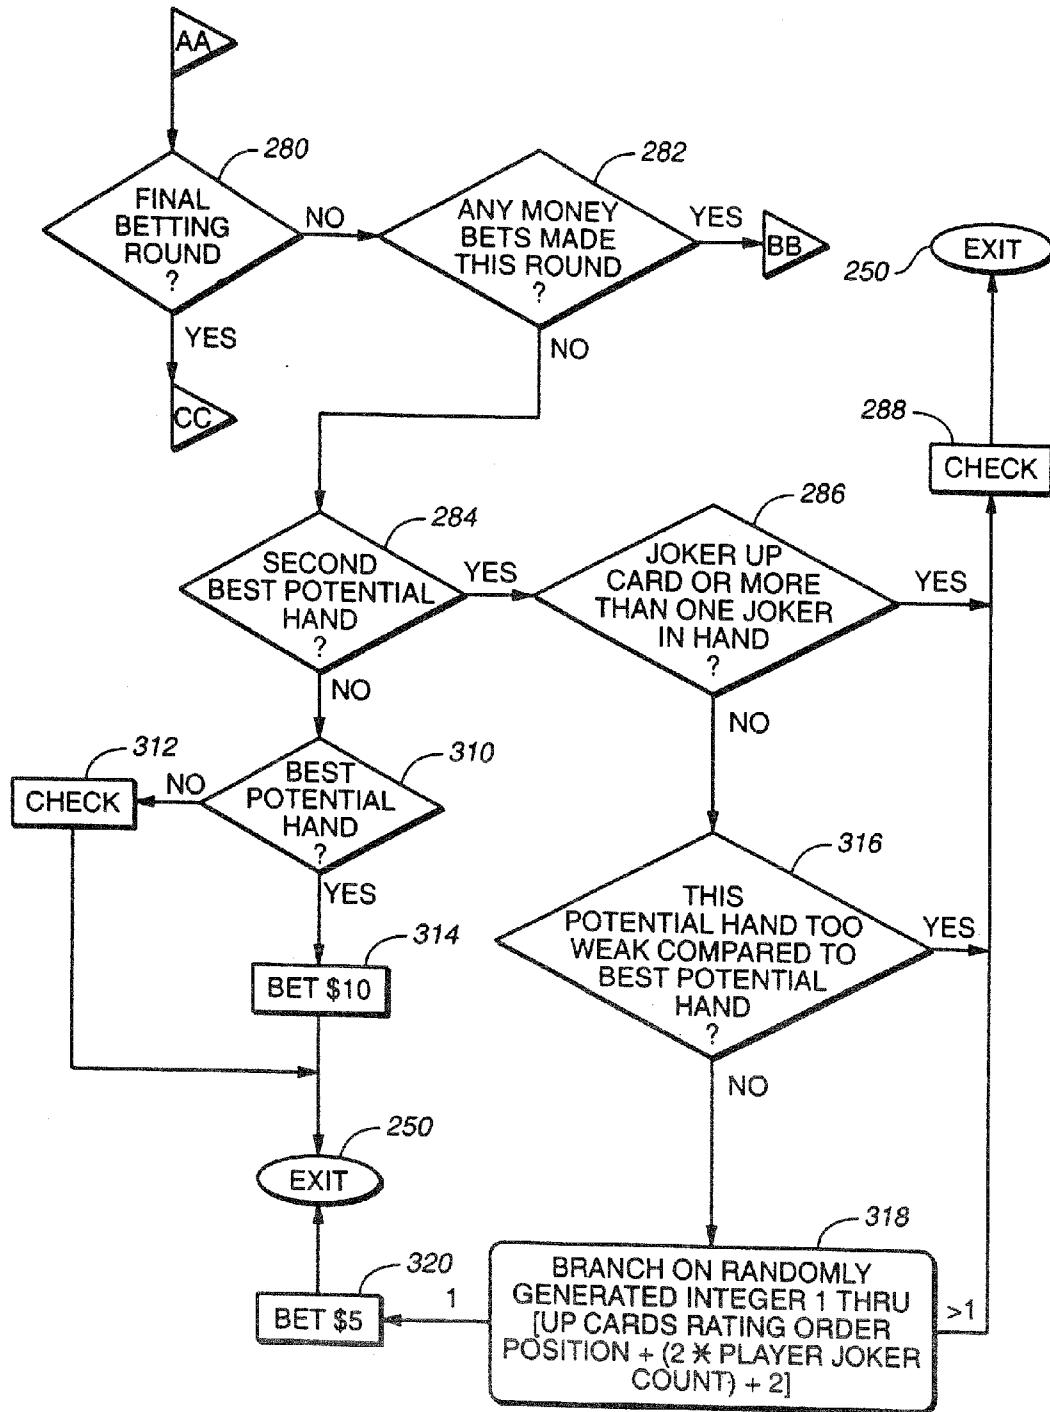 AA
280
FINAL
BETTING
ROUND
?
NO
YES
CC
282
ANY MONEY
BETS MADE
THIS ROUND
?
YES
BB
NO
250
EXIT
288
CHECK
284
SECOND
BEST POTENTIAL
HAND
?
YES
NO
286
JOKER UP
CARD OR MORE
THAN ONE JOKER
IN HAND
?
YES
NO
310
BEST
POTENTIAL
HAND
?
NO
YES
312
CHECK
314
BET $10
316
THIS
POTENTIAL HAND TOO
WEAK COMPARED TO
BEST POTENTIAL
HAND
?
YES
NO
250
EXIT
318
BRANCH ON RANDOMLY
GENERATED INTEGER 1 THRU
[UP CARDS RATING ORDER
POSITION + (2 * PLAYER JOKER
COUNT) + 2]
1
>1
320
BET $5